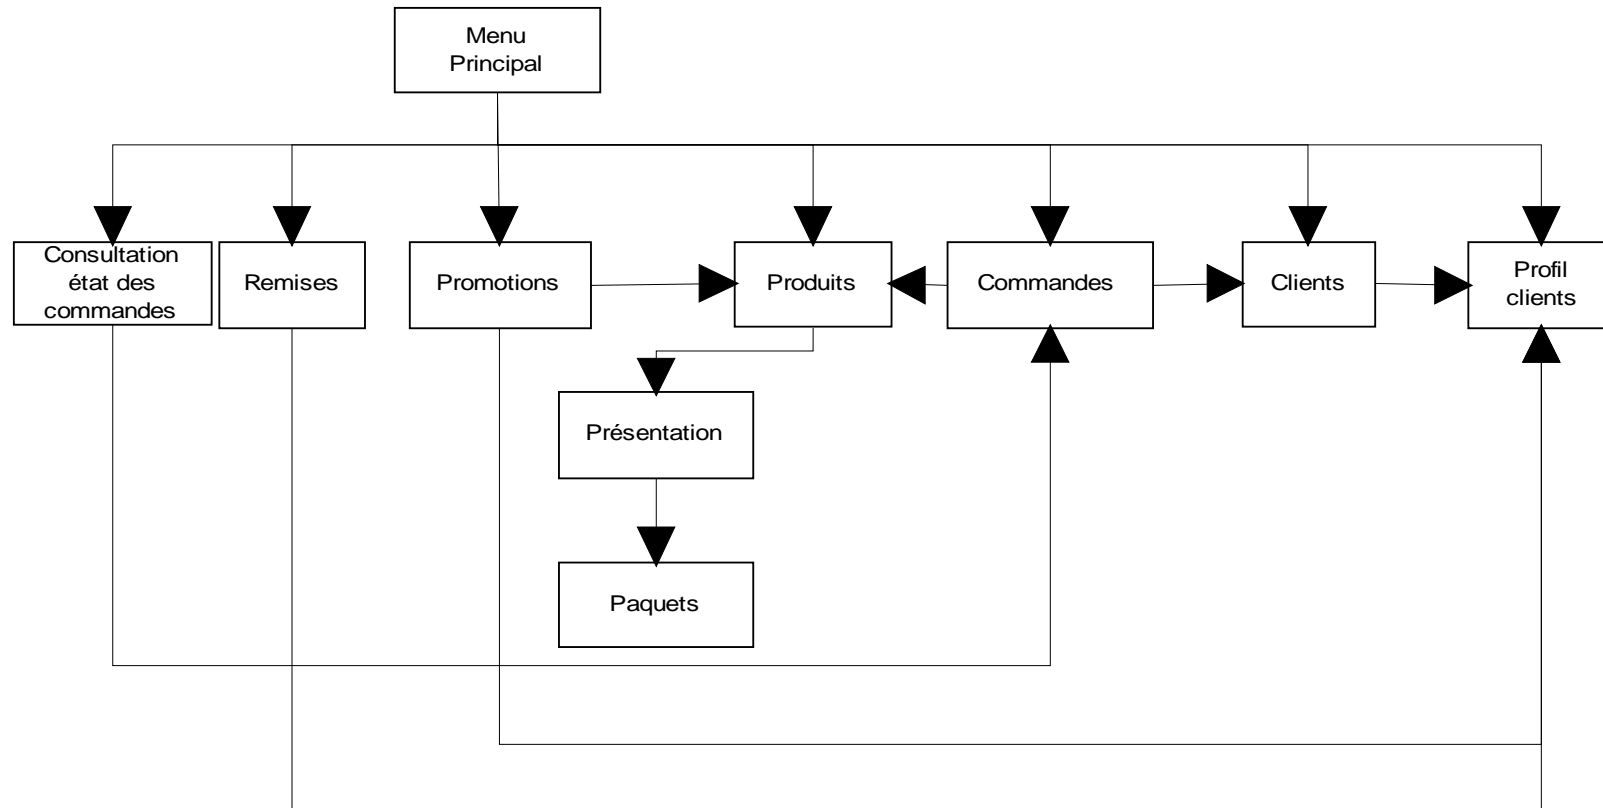 Menu
Principal
Consultation
état des
commandes
Remises
Promotions
Produits
Commandes
Clients
Profil
clients
Présentation
Paquets